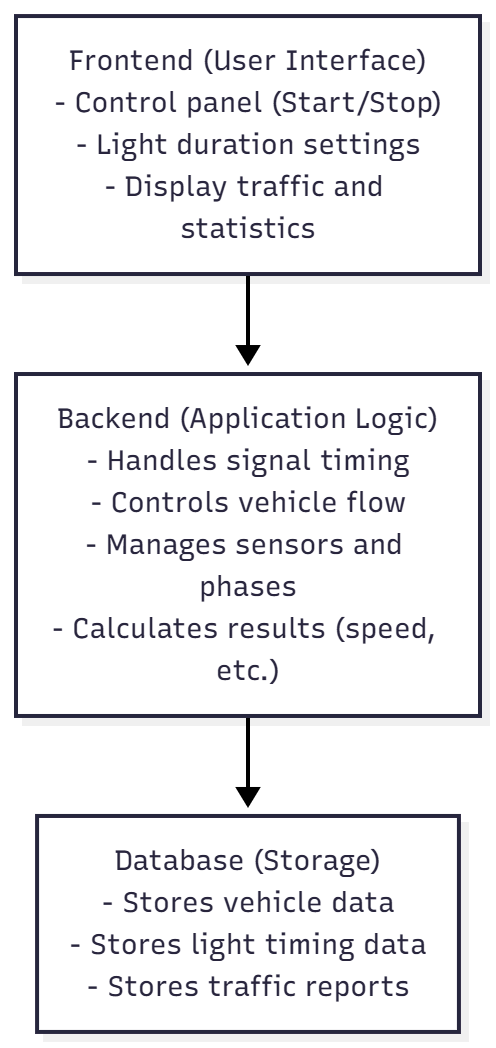 Frontend (User Interface)
- Control panel (Start/Stop)
- Light duration settings
- Display traffic and
statistics
Backend (Application Logic)
- Handles signal timing
- Controls vehicle flow
- Manages sensors and
phases
- Calculates results (speed,
etc.)
Database (Storage)
- Stores vehicle data
- Stores light timing data
- Stores traffic reports